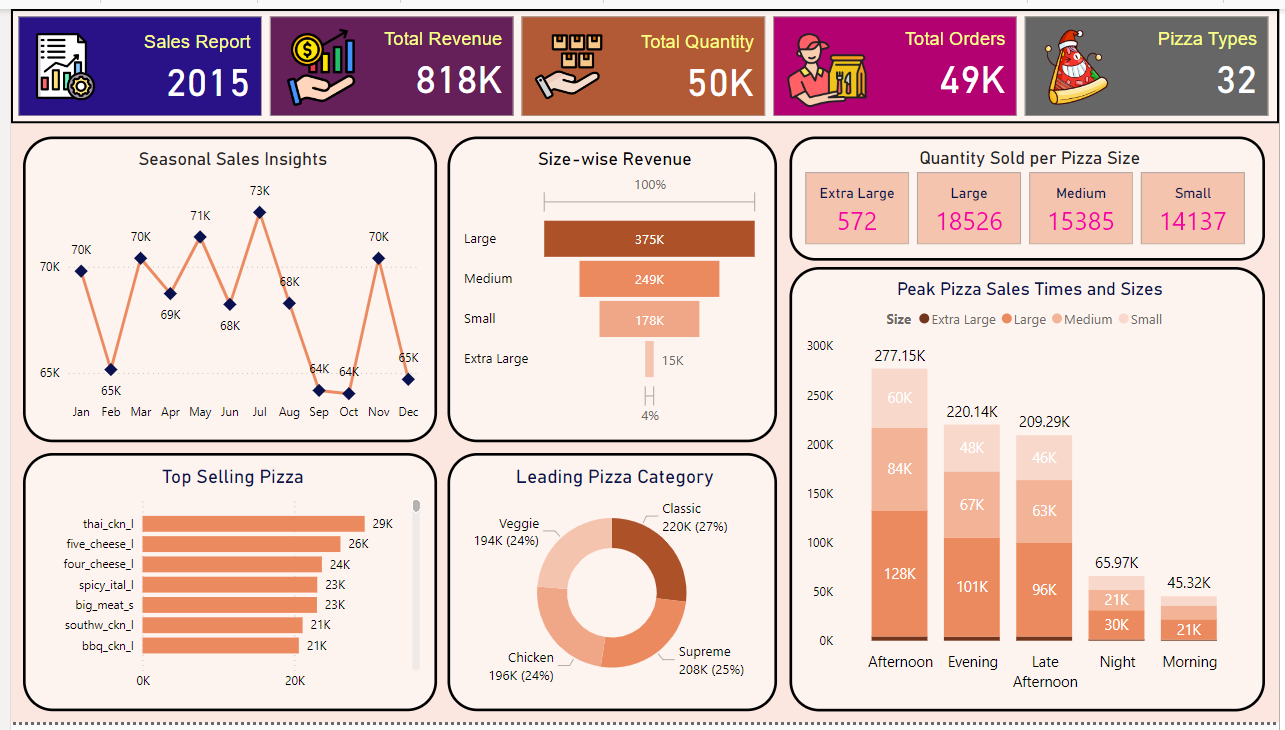 Sales Report
2015
Total Revenue
818K
Total Quantity
50K
Total Orders
49K
Pizza Types
32
Seasonal Sales Insights
73K
71K
70K
70K
70K
70K
69K
68K
68K
65K
64K
64K
65K
65K
Jan Feb Mar Apr May Jun Jul Aug Sep Oct Nov Dec
Size-wise Revenue
100%
Large 375K
Medium 249K
Small 178K
Extra Large 15K
4%
Quantity Sold per Pizza Size
Extra Large
572
Large
18526
Medium
15385
Small
14137
Top Selling Pizza
thai_ckn_l 29K
five_cheese_l 26K
four_cheese_l 24K
spicy_ital_l 23K
big_meat_s 23K
southw_ckn_l 21K
bbq_ckn_l 21K
0K 20K
Leading Pizza Category
Classic
220K (27%)
Veggie
194K (24%)
Chicken
196K (24%)
Supreme
208K (25%)
Peak Pizza Sales Times and Sizes
Size Extra Large Large Medium Small
300K
250K
200K
150K
100K
50K
0K
277.15K
60K
84K
128K
220.14K
48K
67K
101K
209.29K
46K
63K
96K
65.97K
21K
30K
45.32K
21K
Afternoon Evening Late Night Morning
Afternoon